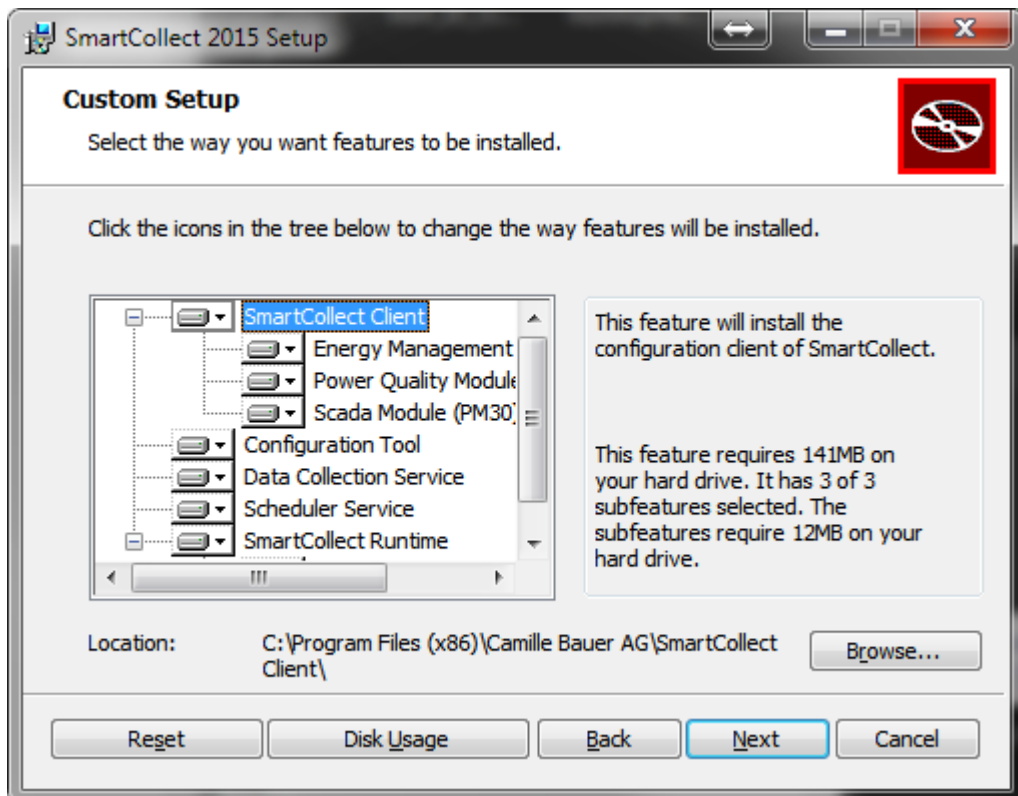 SmartCollect 2015 Setup
Custom Setup
Select the way you want features to be installed.
Click the icons in the tree below to change the way features will be installed.
SmartCollect Client
Energy Management
Power Quality Module
Scada Module (PM30)
Configuration Tool
Data Collection Service
Scheduler Service
SmartCollect Runtime
This feature will install the
configuration client of SmartCollect.
This feature requires 141MB on
your hard drive. It has 3 of 3
subfeatures selected. The
subfeatures require 12MB on your
hard drive.
Location:
C:\Program Files (x86)\Camille Bauer AG\SmartCollect
Client\
Browse...
Reset
Disk Usage
Back
Next
Cancel